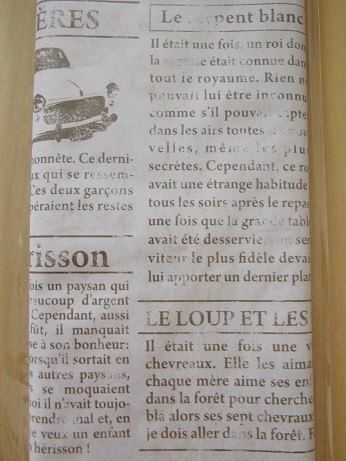 ÈRES
onnête. Ce derni-
ux qui se ressem-
Ces deux garçons
péraient les restes
risson
ois un paysan qui
eaucoup d'argent
Cependant, aussi
fût, il manquait
se à son bonheur:
orsqu'il sortait en
s autres paysans,
s se moquaient
oi il n'avait toujo-
prendre mal et, en
e veux un enfant
n hérisson !
Le serpent blanc
Il était une fois, un roi don
la sagesse était connue dan
tout le royaume. Rien n
pouvait lui être inconnu
comme s'il pouvait capte
dans les airs toutes
velles, même les plu
secrètes. Cependant, ce ro
avait une étrange habitude
tous les soirs après le repas
une fois que la grande tabl
avait été desservie, un ser
viteur le plus fidèle devai
lui apporter un dernier plat
LE LOUP ET LES
Il était une fois une v
chevreaux. Elle les aima
chaque mère aime ses en
dans la forêt pour cherche
bla alors ses sept chevraux
je dois aller dans la forêt. F